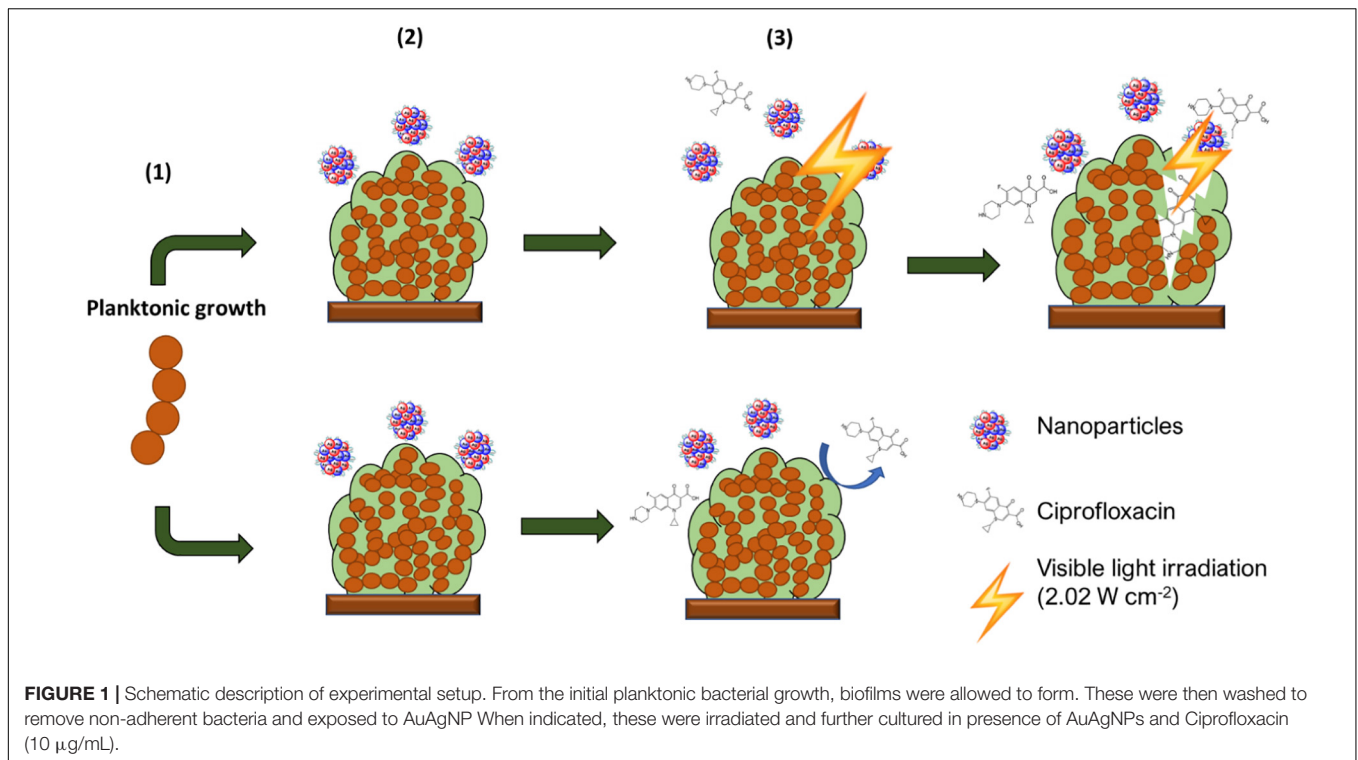 (2)
(3)
(1)
Planktonic growth
Nanoparticles
Ciprofloxacin
Visible light irradiation
(2.02 W cm-2)
FIGURE 1 | Schematic description of experimental setup. From the initial planktonic bacterial growth, biofilms were allowed to form. These were then washed to
remove non-adherent bacteria and exposed to AuAgNP When indicated, these were irradiated and further cultured in presence of AuAgNPs and Ciprofloxacin
(10 μg/mL).